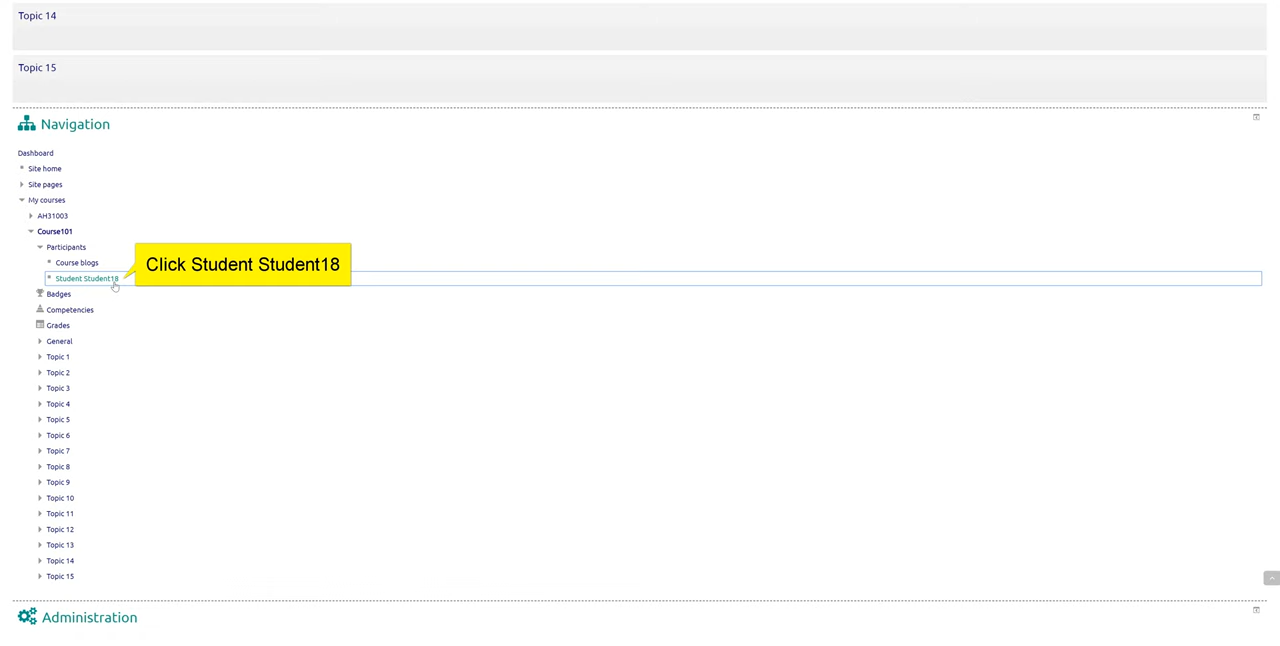 Topic 14
Topic 15
Navigation
Dashboard
Site home
Site pages
My courses
AH31003
Course101
Participants
Course blogs
Student Student18
Click Student Student18
Badges
Competencies
Grades
General
Topic 1
Topic 2
Topic 3
Topic 4
Topic 5
Topic 6
Topic 7
Topic 8
Topic 9
Topic 10
Topic 11
Topic 12
Topic 13
Topic 14
Topic 15
Administration